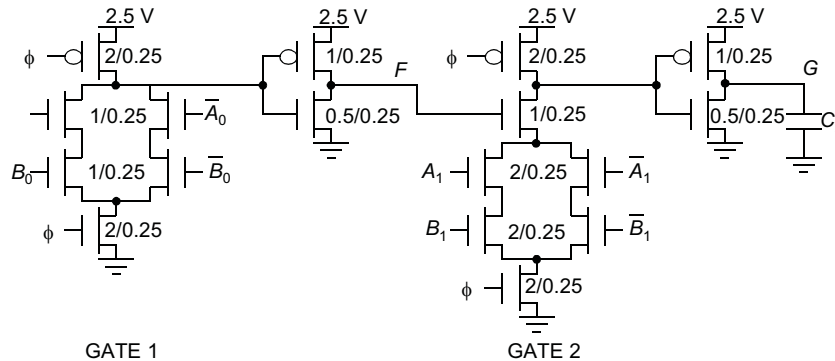 2.5 V 2.5 V 2.5 V 2.5 V
ϕ 2/0.25 1/0.25 F ϕ 2/0.25 1/0.25 G
1/0.25 A̅₀ 0.5/0.25 1/0.25 0.5/0.25 C
B₀ 1/0.25 B̅₀ A₁ 2/0.25 A̅₁
ϕ 2/0.25 B₁ 2/0.25 B̅₁
ϕ 2/0.25
GATE 1 GATE 2